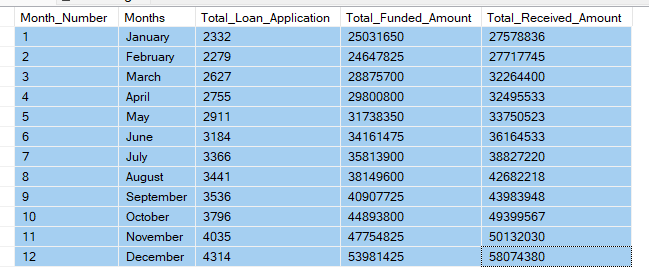 Month_Number Months Total_Loan_Application Total_Funded_Amount Total_Received_Amount
1 January 2332 25031650 27578836
2 February 2279 24647825 27717745
3 March 2627 28875700 32264400
4 April 2755 29800800 32495533
5 May 2911 31738350 33750523
6 June 3184 34161475 36164533
7 July 3366 35813900 38827220
8 August 3441 38149600 42682218
9 September 3536 40907725 43983948
10 October 3796 44893800 49399567
11 November 4035 47754825 50132030
12 December 4314 53981425 58074380